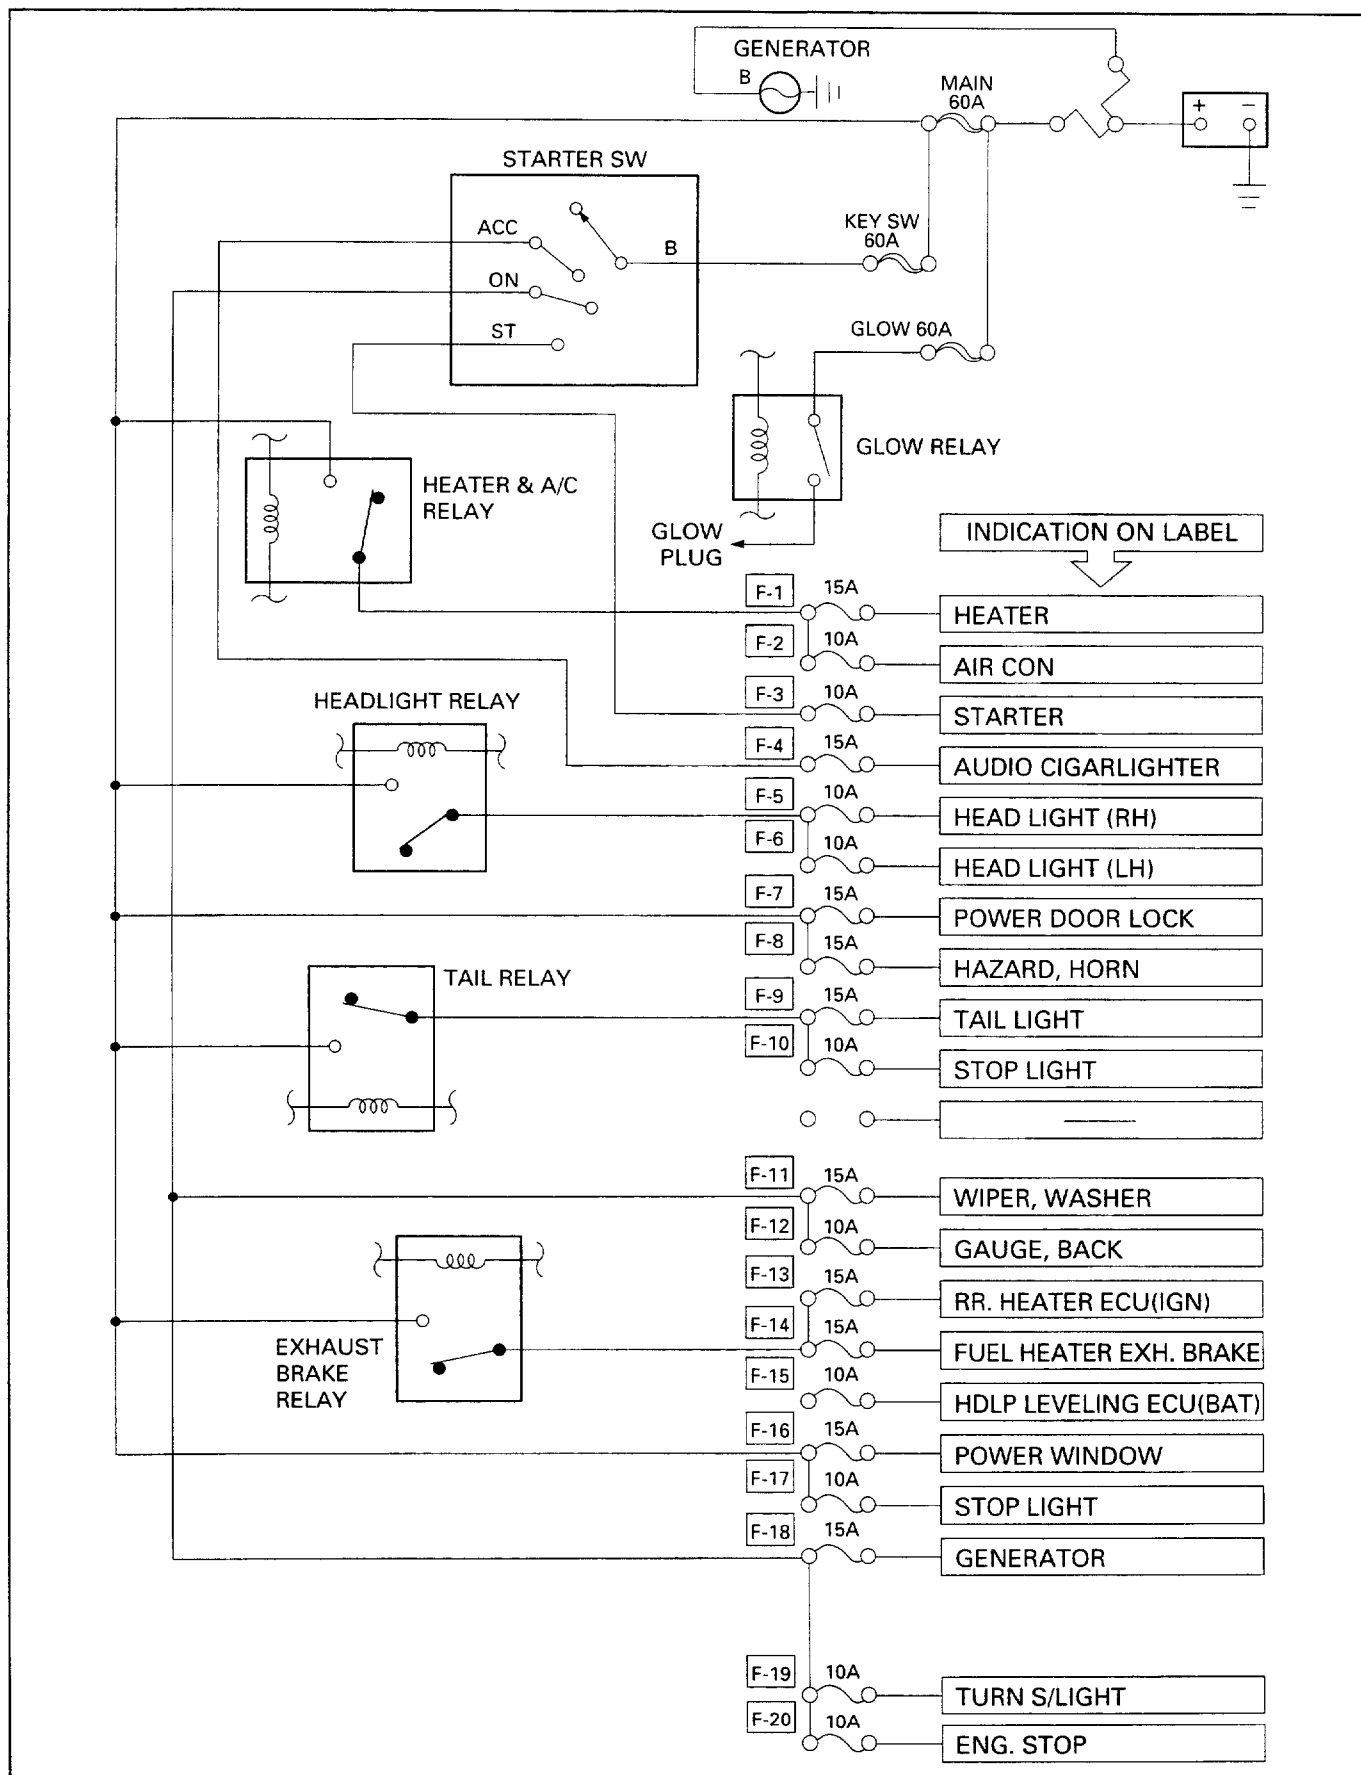 GENERATOR
B
MAIN
60A
+ −
STARTER SW
ACC
ON
ST
B
KEY SW
60A
GLOW 60A
GLOW RELAY
GLOW
PLUG
HEATER & A/C
RELAY
INDICATION ON LABEL
F-1 15A HEATER
F-2 10A AIR CON
F-3 10A STARTER
HEADLIGHT RELAY
F-4 15A AUDIO CIGARLIGHTER
F-5 10A HEAD LIGHT (RH)
F-6 10A HEAD LIGHT (LH)
F-7 15A POWER DOOR LOCK
F-8 15A HAZARD, HORN
TAIL RELAY
F-9 15A TAIL LIGHT
F-10 10A STOP LIGHT
F-11 15A WIPER, WASHER
F-12 10A GAUGE, BACK
F-13 15A RR. HEATER ECU(IGN)
F-14 15A FUEL HEATER EXH. BRAKE
EXHAUST
BRAKE
RELAY
F-15 10A HDLP LEVELING ECU(BAT)
F-16 15A POWER WINDOW
F-17 10A STOP LIGHT
F-18 15A GENERATOR
F-19 10A TURN S/LIGHT
F-20 10A ENG. STOP